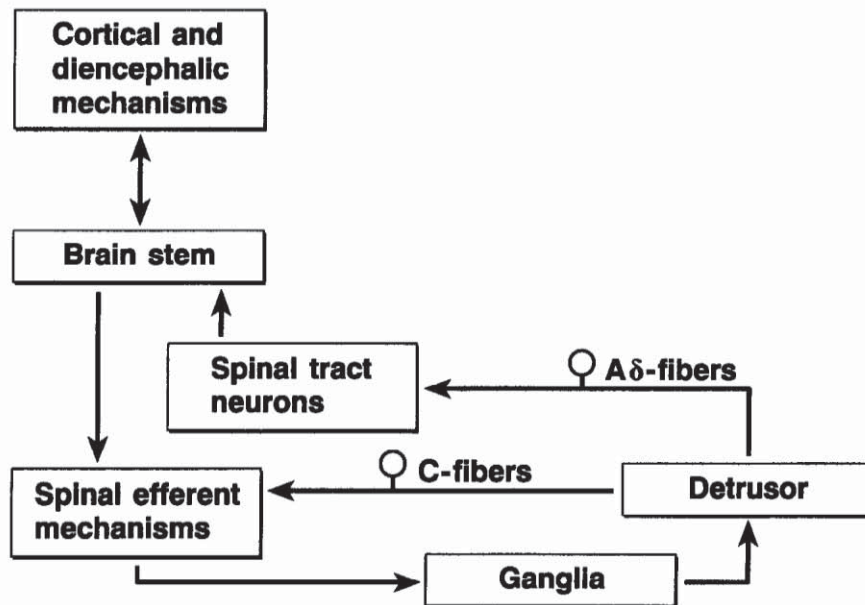 Cortical and
diencephalic
mechanisms
Brain stem
Spinal tract
neurons
Aδ-fibers
C-fibers
Detrusor
Spinal efferent
mechanisms
Ganglia